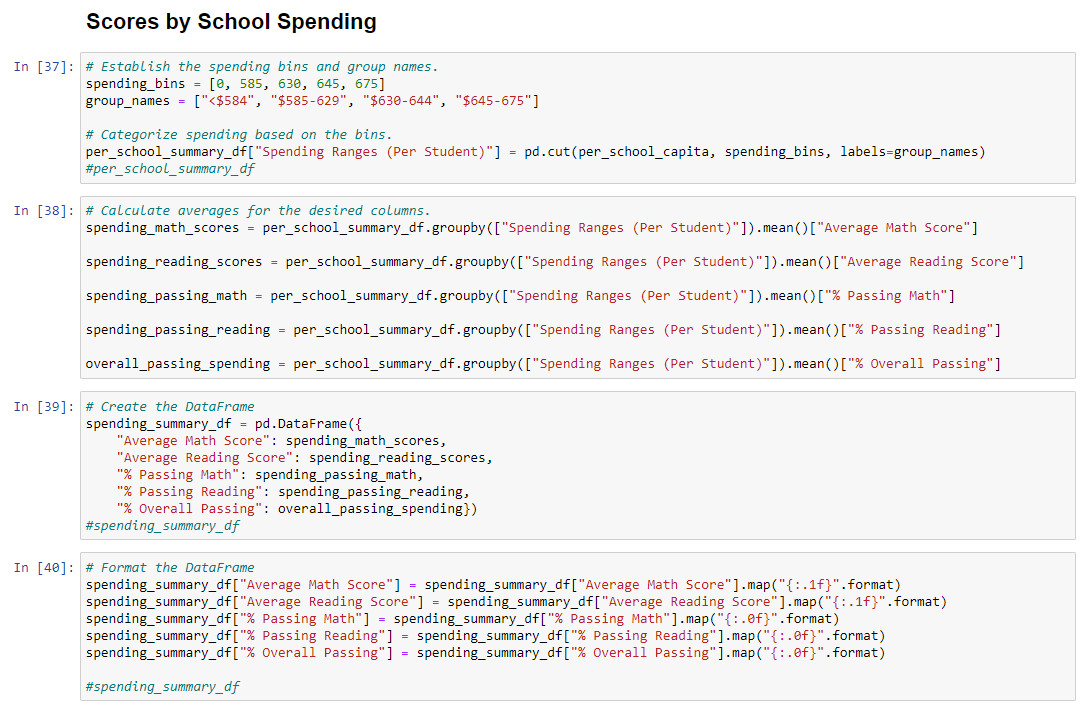 Scores by School Spending
In [37]: # Establish the spending bins and group names.
spending_bins = [0, 585, 630, 645, 675]
group_names = ["<$584", "$585-629", "$630-644", "$645-675"]
# Categorize spending based on the bins.
per_school_summary_df["Spending Ranges (Per Student)"] = pd.cut(per_school_capita, spending_bins, labels=group_names)
#per_school_summary_df
In [38]: # Calculate averages for the desired columns.
spending_math_scores = per_school_summary_df.groupby(["Spending Ranges (Per Student)"]).mean()["Average Math Score"]
spending_reading_scores = per_school_summary_df.groupby(["Spending Ranges (Per Student)"]).mean()["Average Reading Score"]
spending_passing_math = per_school_summary_df.groupby(["Spending Ranges (Per Student)"]).mean()["% Passing Math"]
spending_passing_reading = per_school_summary_df.groupby(["Spending Ranges (Per Student)"]).mean()["% Passing Reading"]
overall_passing_spending = per_school_summary_df.groupby(["Spending Ranges (Per Student)"]).mean()["% Overall Passing"]
In [39]: # Create the DataFrame
spending_summary_df = pd.DataFrame({
    "Average Math Score": spending_math_scores,
    "Average Reading Score": spending_reading_scores,
    "% Passing Math": spending_passing_math,
    "% Passing Reading": spending_passing_reading,
    "% Overall Passing": overall_passing_spending})
#spending_summary_df
In [40]: # Format the DataFrame
spending_summary_df["Average Math Score"] = spending_summary_df["Average Math Score"].map("{:.1f}".format)
spending_summary_df["Average Reading Score"] = spending_summary_df["Average Reading Score"].map("{:.1f}".format)
spending_summary_df["% Passing Math"] = spending_summary_df["% Passing Math"].map("{:.0f}".format)
spending_summary_df["% Passing Reading"] = spending_summary_df["% Passing Reading"].map("{:.0f}".format)
spending_summary_df["% Overall Passing"] = spending_summary_df["% Overall Passing"].map("{:.0f}".format)
#spending_summary_df